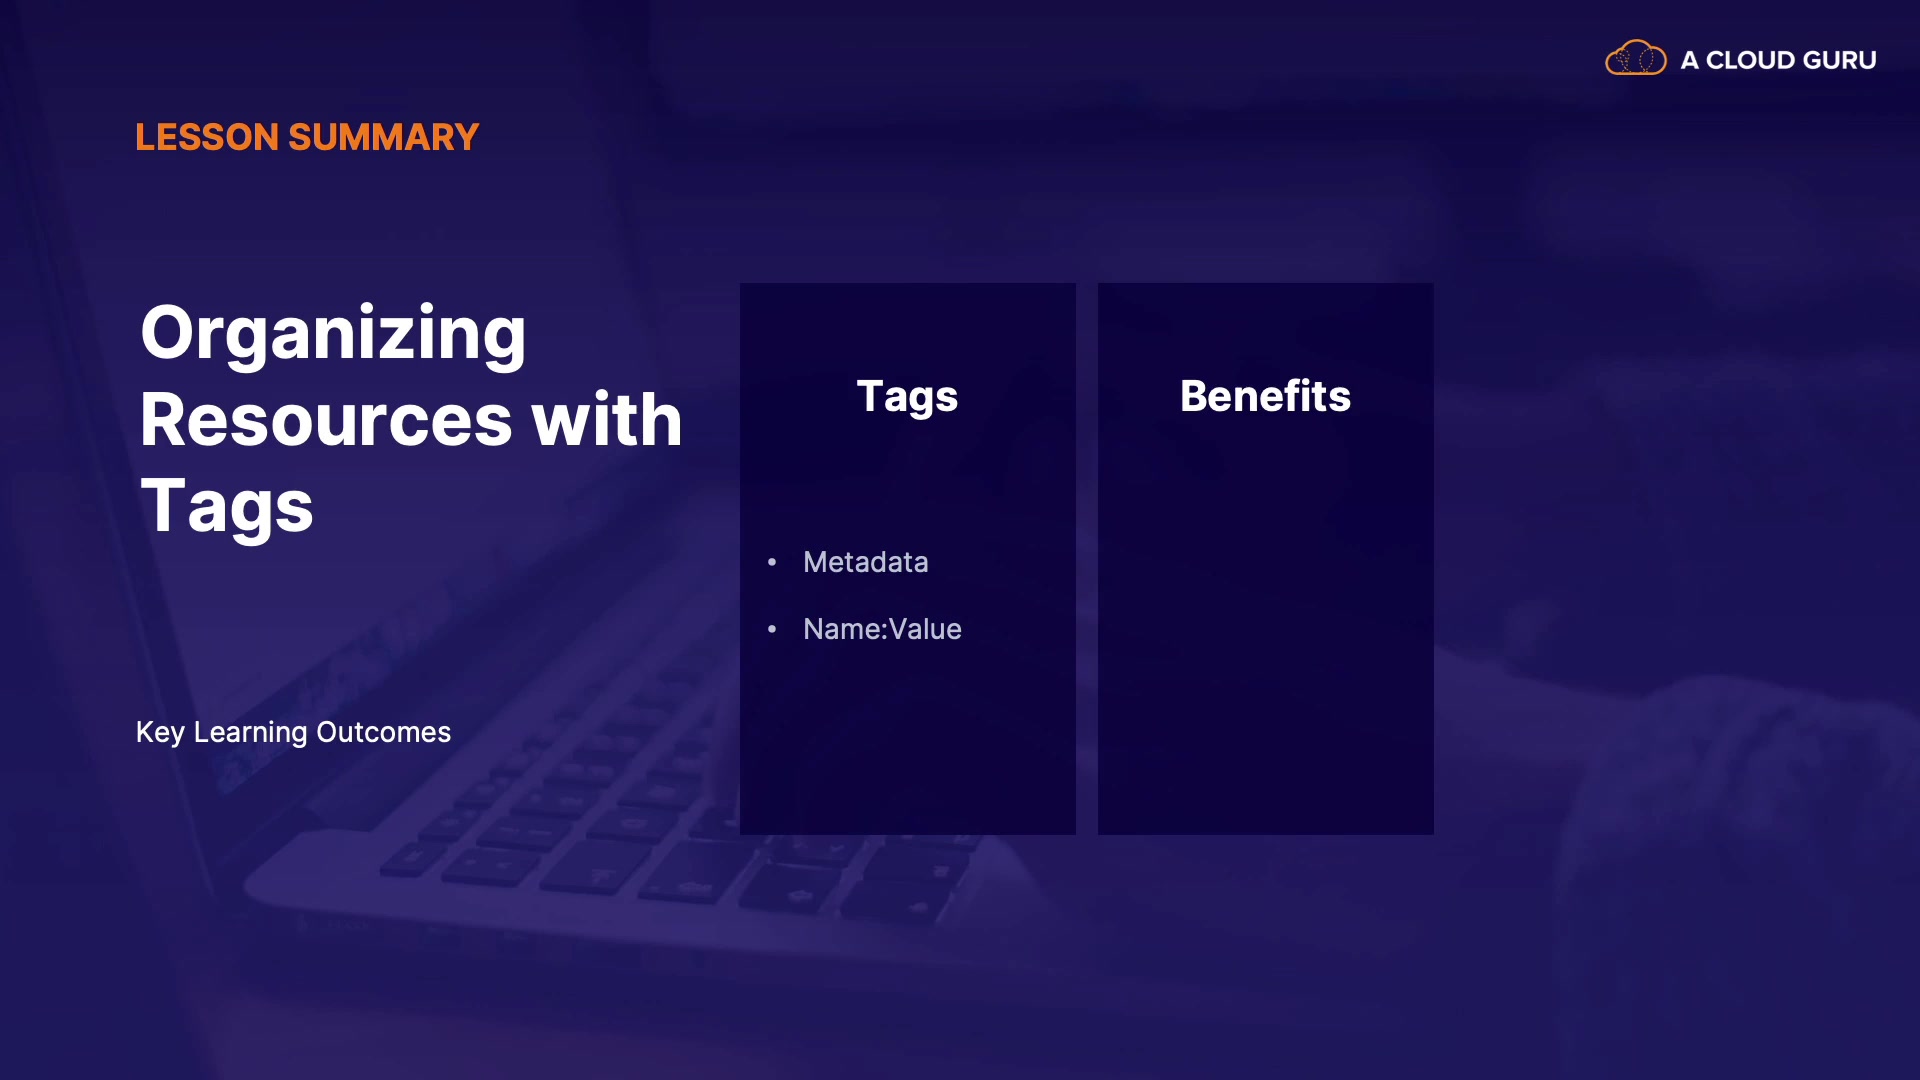 A CLOUD GURU
LESSON SUMMARY
Organizing
Resources with
Tags
Key Learning Outcomes
Tags
• Metadata
• Name:Value
Benefits